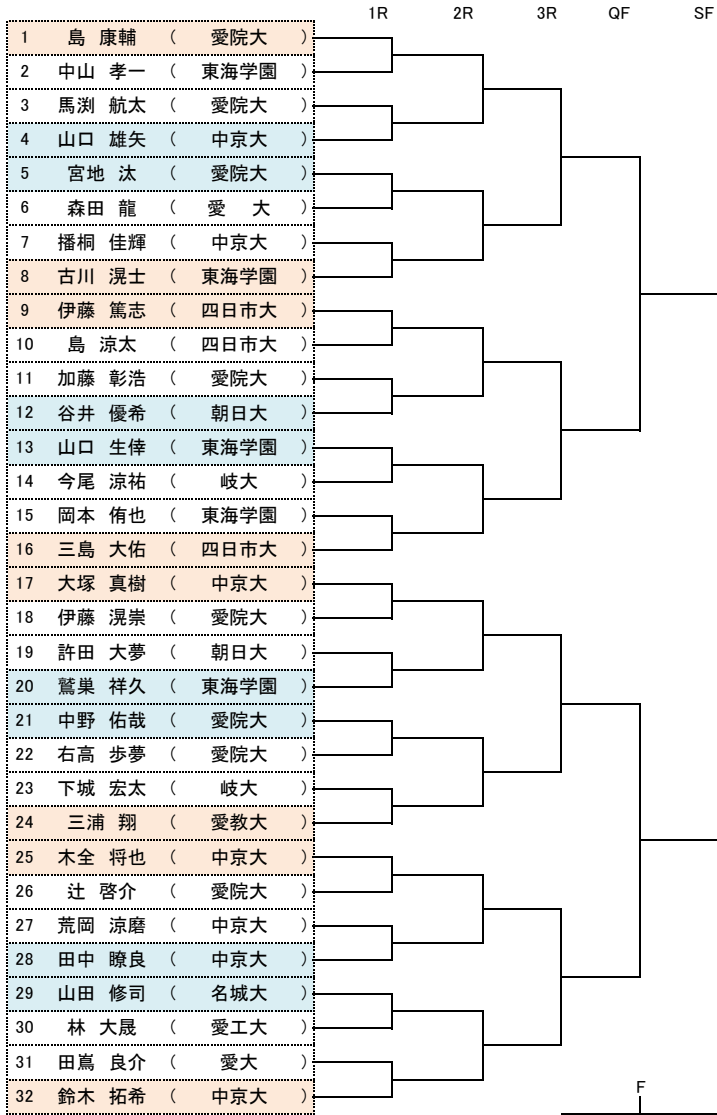 1R 2R 3R QF SF
1 島 康輔 ( 愛院大 )
2 中山 孝一 ( 東海学園 )
3 馬渕 航太 ( 愛院大 )
4 山口 雄矢 ( 中京大 )
5 宮地 汰 ( 愛院大 )
6 森田 龍 ( 愛 大 )
7 播桐 佳輝 ( 中京大 )
8 古川 滉士 ( 東海学園 )
9 伊藤 篤志 ( 四日市大 )
10 島 涼太 ( 四日市大 )
11 加藤 彰浩 ( 愛院大 )
12 谷井 優希 ( 朝日大 )
13 山口 生倖 ( 東海学園 )
14 今尾 涼祐 ( 岐大 )
15 岡本 侑也 ( 東海学園 )
16 三島 大佑 ( 四日市大 )
17 大塚 真樹 ( 中京大 )
18 伊藤 滉崇 ( 愛院大 )
19 許田 大夢 ( 朝日大 )
20 鷲巣 祥久 ( 東海学園 )
21 中野 佑哉 ( 愛院大 )
22 右高 歩夢 ( 愛院大 )
23 下城 宏太 ( 岐大 )
24 三浦 翔 ( 愛教大 )
25 木全 将也 ( 中京大 )
26 辻 啓介 ( 愛院大 )
27 荒岡 涼磨 ( 中京大 )
28 田中 瞭良 ( 中京大 )
29 山田 修司 ( 名城大 )
30 林 大晟 ( 愛工大 )
31 田嶌 良介 ( 愛大 )
32 鈴木 拓希 ( 中京大 )
F